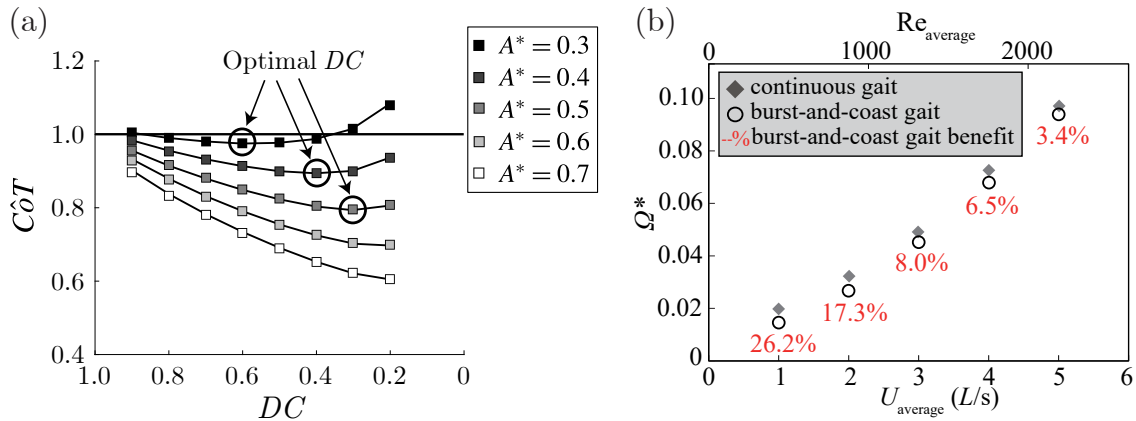 (a)
1.2
1.0
0.8
0.6
0.4
CôT
1.0
0.8
0.6
0.4
0.2
0
DC
Optimal DC
A* = 0.3
A* = 0.4
A* = 0.5
A* = 0.6
A* = 0.7
(b)
Re average
0
1000
2000
continuous gait
burst-and-coast gait
--% burst-and-coast gait benefit
0.10
0.08
0.06
0.04
0.02
0
Ω*
3.4%
6.5%
8.0%
17.3%
26.2%
0
1
2
3
4
5
6
U average (L/s)